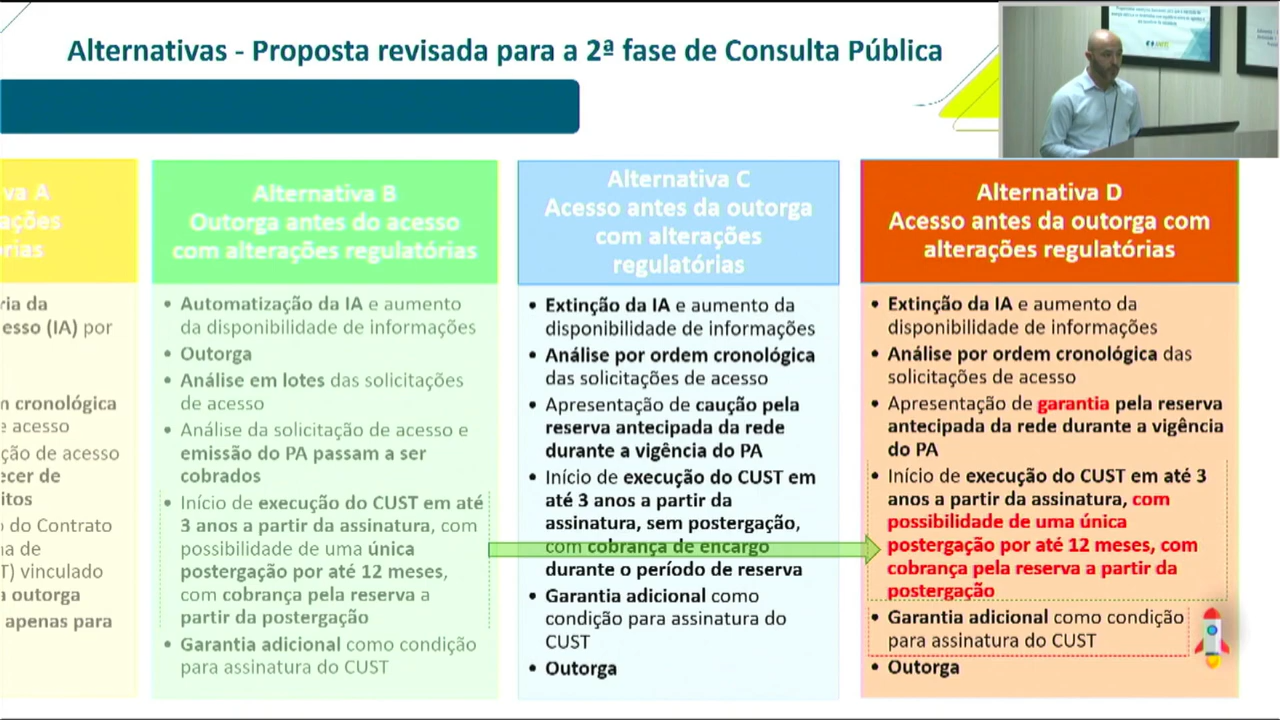 Alternativas - Proposta revisada para a 2ª fase de Consulta Pública
va A
ações
rias
ria da
esso (IA) por
n cronológica
e acesso
ção de acesso
ecer de
itos
o do Contrato
na de
T) vinculado
a outorga
apenas para
Alternativa B
Outorga antes do acesso
com alterações regulatórias
• Automatização da IA e aumento
da disponibilidade de informações
• Outorga
• Análise em lotes das solicitações
de acesso
• Análise da solicitação de acesso e
emissão do PA passam a ser
cobrados
• Início de execução do CUST em até
3 anos a partir da assinatura, com
possibilidade de uma única
postergação por até 12 meses,
com cobrança pela reserva a
partir da postergação
• Garantia adicional como condição
para assinatura do CUST
Alternativa C
Acesso antes da outorga
com alterações
regulatórias
• Extinção da IA e aumento da
disponibilidade de informações
• Análise por ordem cronológica
das solicitações de acesso
• Apresentação de caução pela
reserva antecipada da rede
durante a vigência do PA
• Início de execução do CUST em
até 3 anos a partir da
assinatura, sem postergação,
com cobrança de encargo
durante o período de reserva
• Garantia adicional como
condição para assinatura do
CUST
• Outorga
Alternativa D
Acesso antes da outorga com
alterações regulatórias
• Extinção da IA e aumento da
disponibilidade de informações
• Análise por ordem cronológica das
solicitações de acesso
• Apresentação de garantia pela reserva
antecipada da rede durante a vigência
do PA
• Início de execução do CUST em até 3
anos a partir da assinatura, com
possibilidade de uma única
postergação por até 12 meses, com
cobrança pela reserva a partir da
postergação
• Garantia adicional como condição
para assinatura do CUST
• Outorga